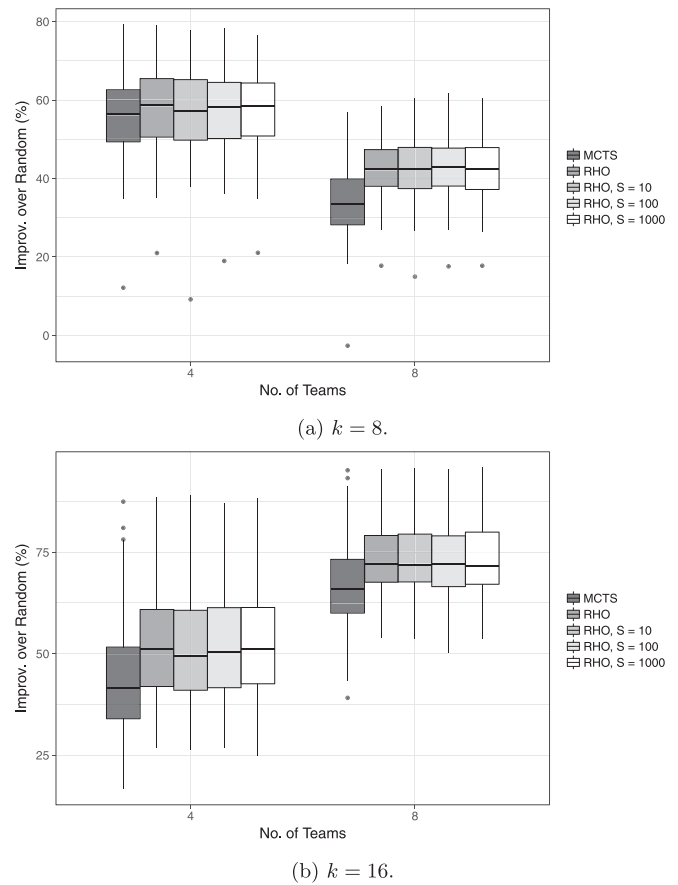 80
60
40
20
0
Improv. over Random (%)
4
8
No. of Teams
MCTS
RHO
RHO, S = 10
RHO, S = 100
RHO, S = 1000
(a) k = 8.
75
50
25
Improv. over Random (%)
4
8
No. of Teams
MCTS
RHO
RHO, S = 10
RHO, S = 100
RHO, S = 1000
(b) k = 16.